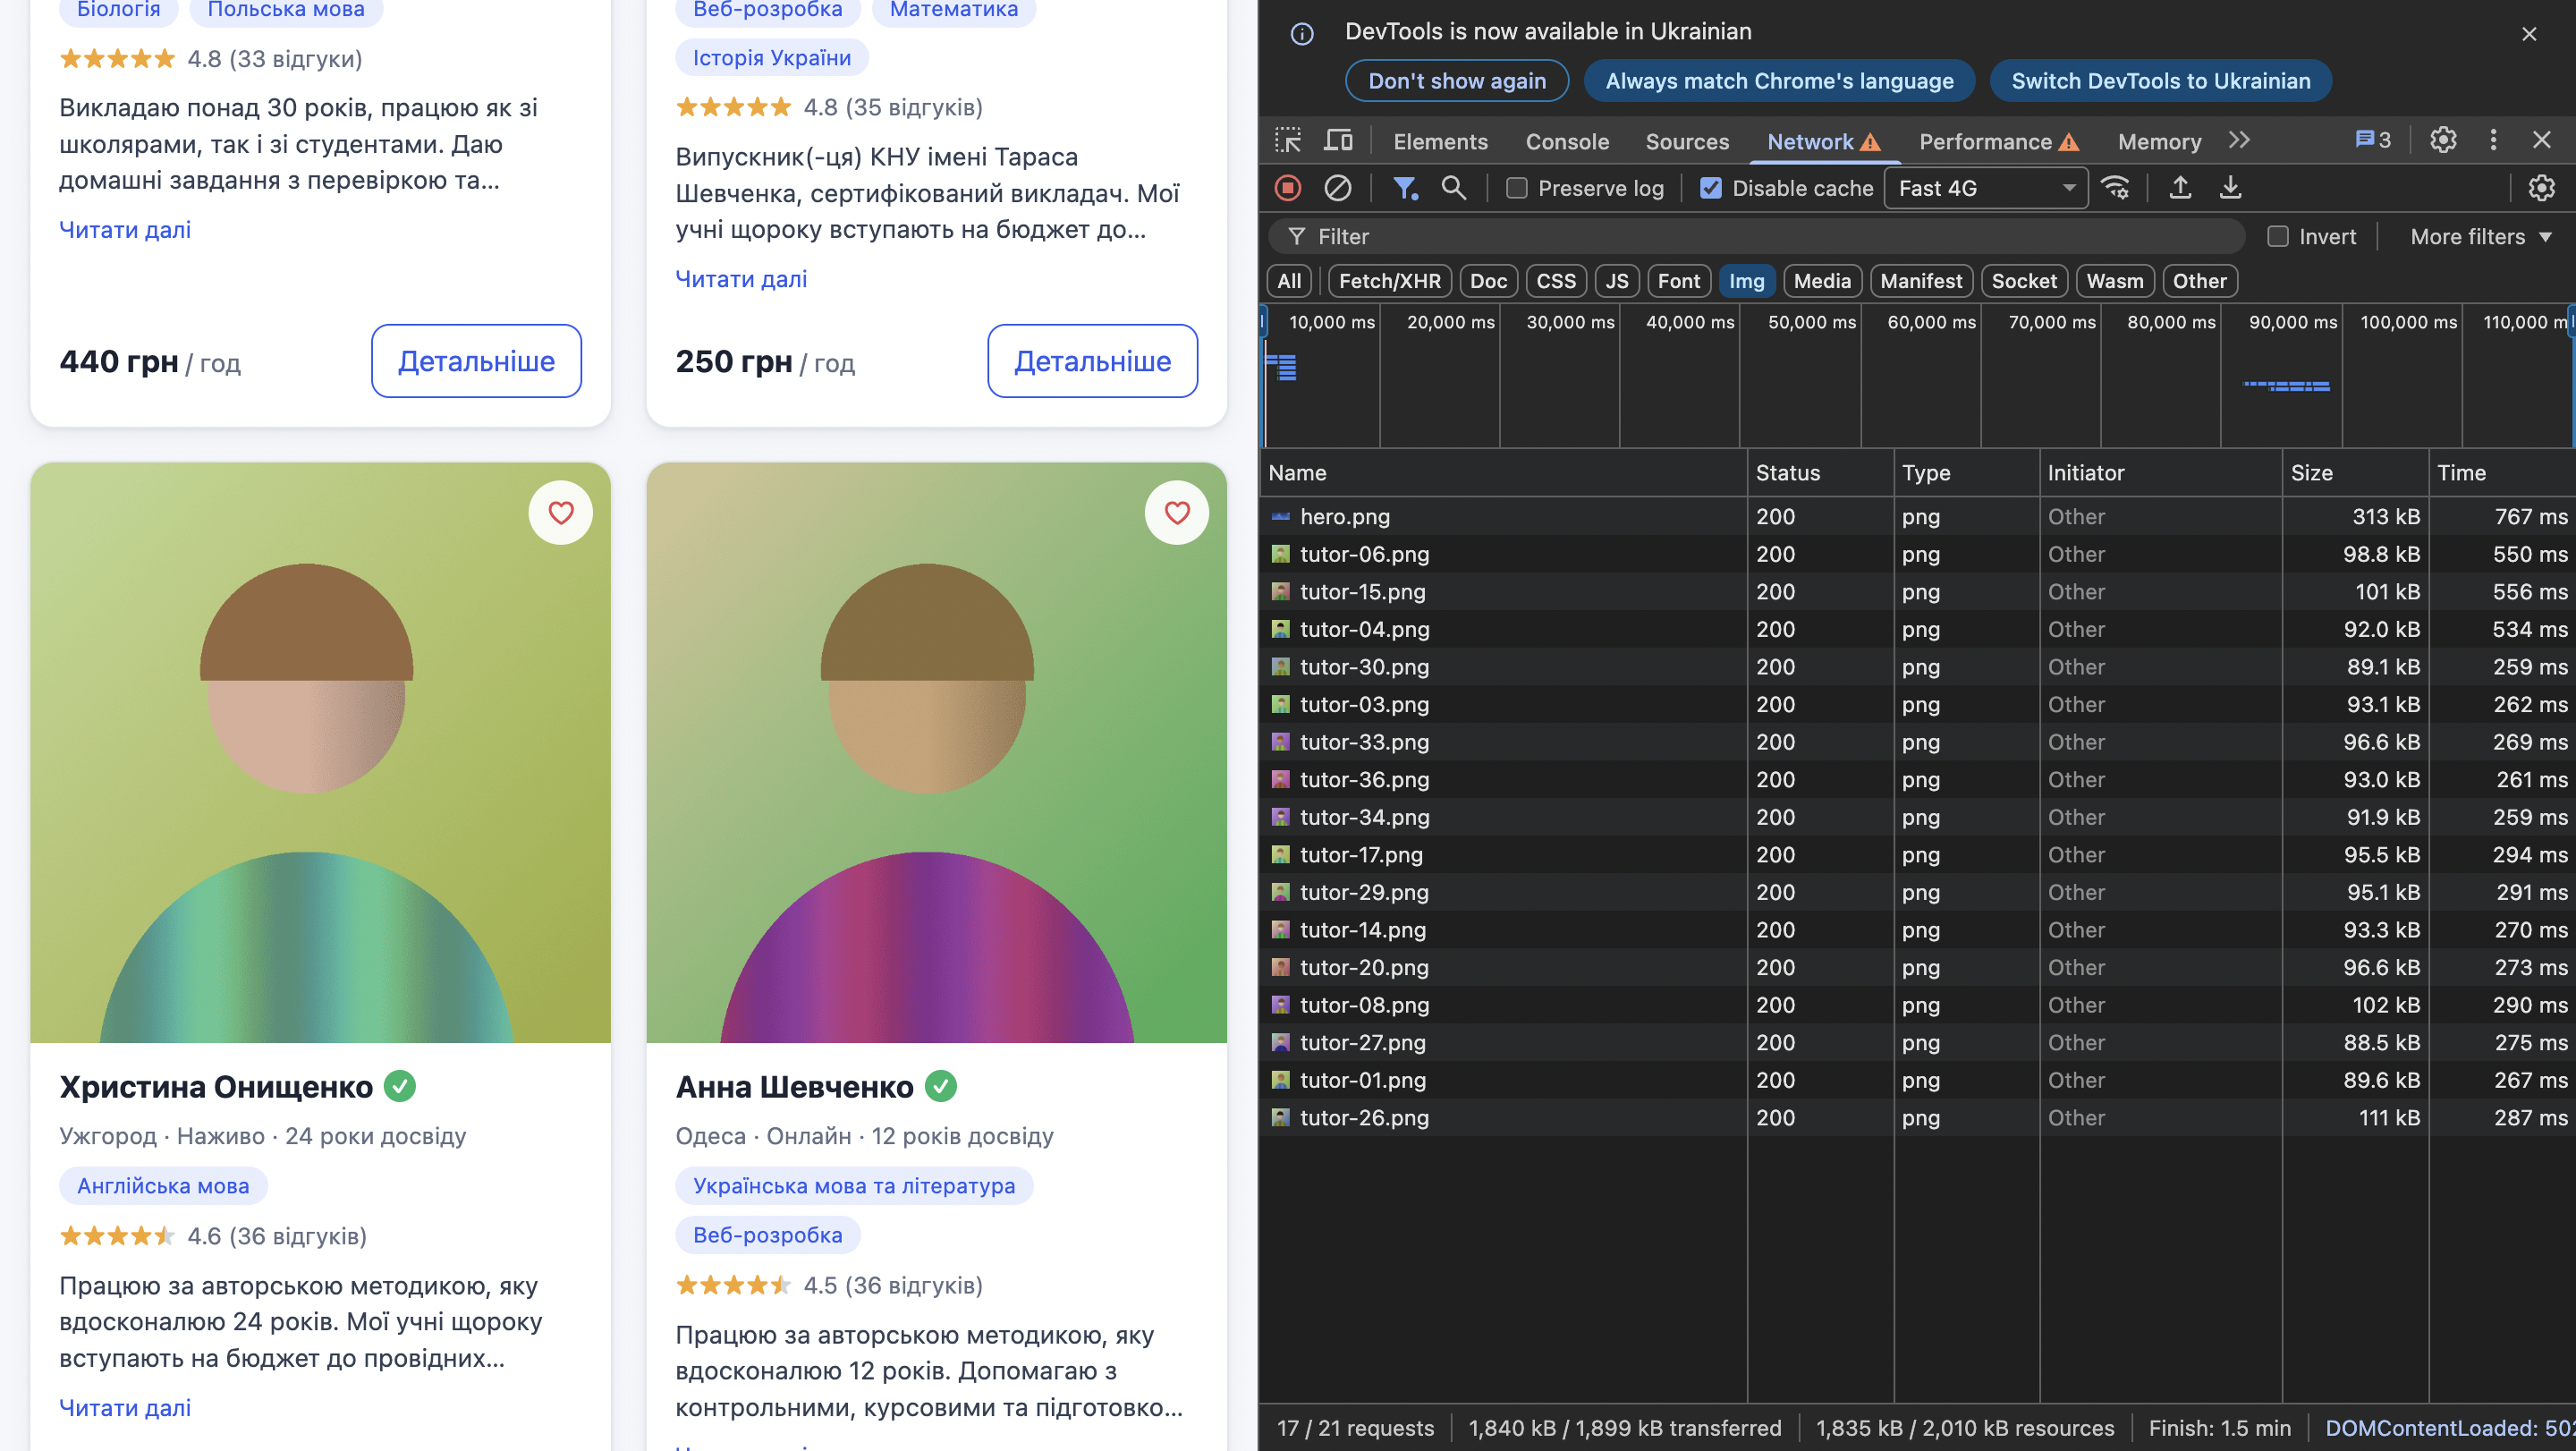 Біологія Польська мова
4.8 (33 відгуки)
Викладаю понад 30 років, працюю як зі
школярами, так і зі студентами. Даю
домашні завдання з перевіркою та...
Читати далі
440 грн / год
Детальніше
Веб-розробка Математика
Історія України
4.8 (35 відгуків)
Випускник(-ця) КНУ імені Тараса
Шевченка, сертифікований викладач. Мої
учні щороку вступають на бюджет до...
Читати далі
250 грн / год
Детальніше
Христина Онищенко
Ужгород · Наживо · 24 роки досвіду
Англійська мова
4.6 (36 відгуків)
Працюю за авторською методикою, яку
вдосконалюю 24 років. Мої учні щороку
вступають на бюджет до провідних...
Читати далі
Анна Шевченко
Одеса · Онлайн · 12 років досвіду
Українська мова та література
Веб-розробка
4.5 (36 відгуків)
Працюю за авторською методикою, яку
вдосконалюю 12 років. Допомагаю з
контрольними, курсовими та підготовко...
DevTools is now available in Ukrainian
Don't show again Always match Chrome's language Switch DevTools to Ukrainian
Elements Console Sources Network Performance Memory 3
Preserve log Disable cache Fast 4G
Filter Invert More filters
All Fetch/XHR Doc CSS JS Font Img Media Manifest Socket Wasm Other
10,000 ms 20,000 ms 30,000 ms 40,000 ms 50,000 ms 60,000 ms 70,000 ms 80,000 ms 90,000 ms 100,000 ms 110,000 m
Name Status Type Initiator Size Time
hero.png 200 png Other 313 kB 767 ms
tutor-06.png 200 png Other 98.8 kB 550 ms
tutor-15.png 200 png Other 101 kB 556 ms
tutor-04.png 200 png Other 92.0 kB 534 ms
tutor-30.png 200 png Other 89.1 kB 259 ms
tutor-03.png 200 png Other 93.1 kB 262 ms
tutor-33.png 200 png Other 96.6 kB 269 ms
tutor-36.png 200 png Other 93.0 kB 261 ms
tutor-34.png 200 png Other 91.9 kB 259 ms
tutor-17.png 200 png Other 95.5 kB 294 ms
tutor-29.png 200 png Other 95.1 kB 291 ms
tutor-14.png 200 png Other 93.3 kB 270 ms
tutor-20.png 200 png Other 96.6 kB 273 ms
tutor-08.png 200 png Other 102 kB 290 ms
tutor-27.png 200 png Other 88.5 kB 275 ms
tutor-01.png 200 png Other 89.6 kB 267 ms
tutor-26.png 200 png Other 111 kB 287 ms
17 / 21 requests 1,840 kB / 1,899 kB transferred 1,835 kB / 2,010 kB resources Finish: 1.5 min DOMContentLoaded: 50